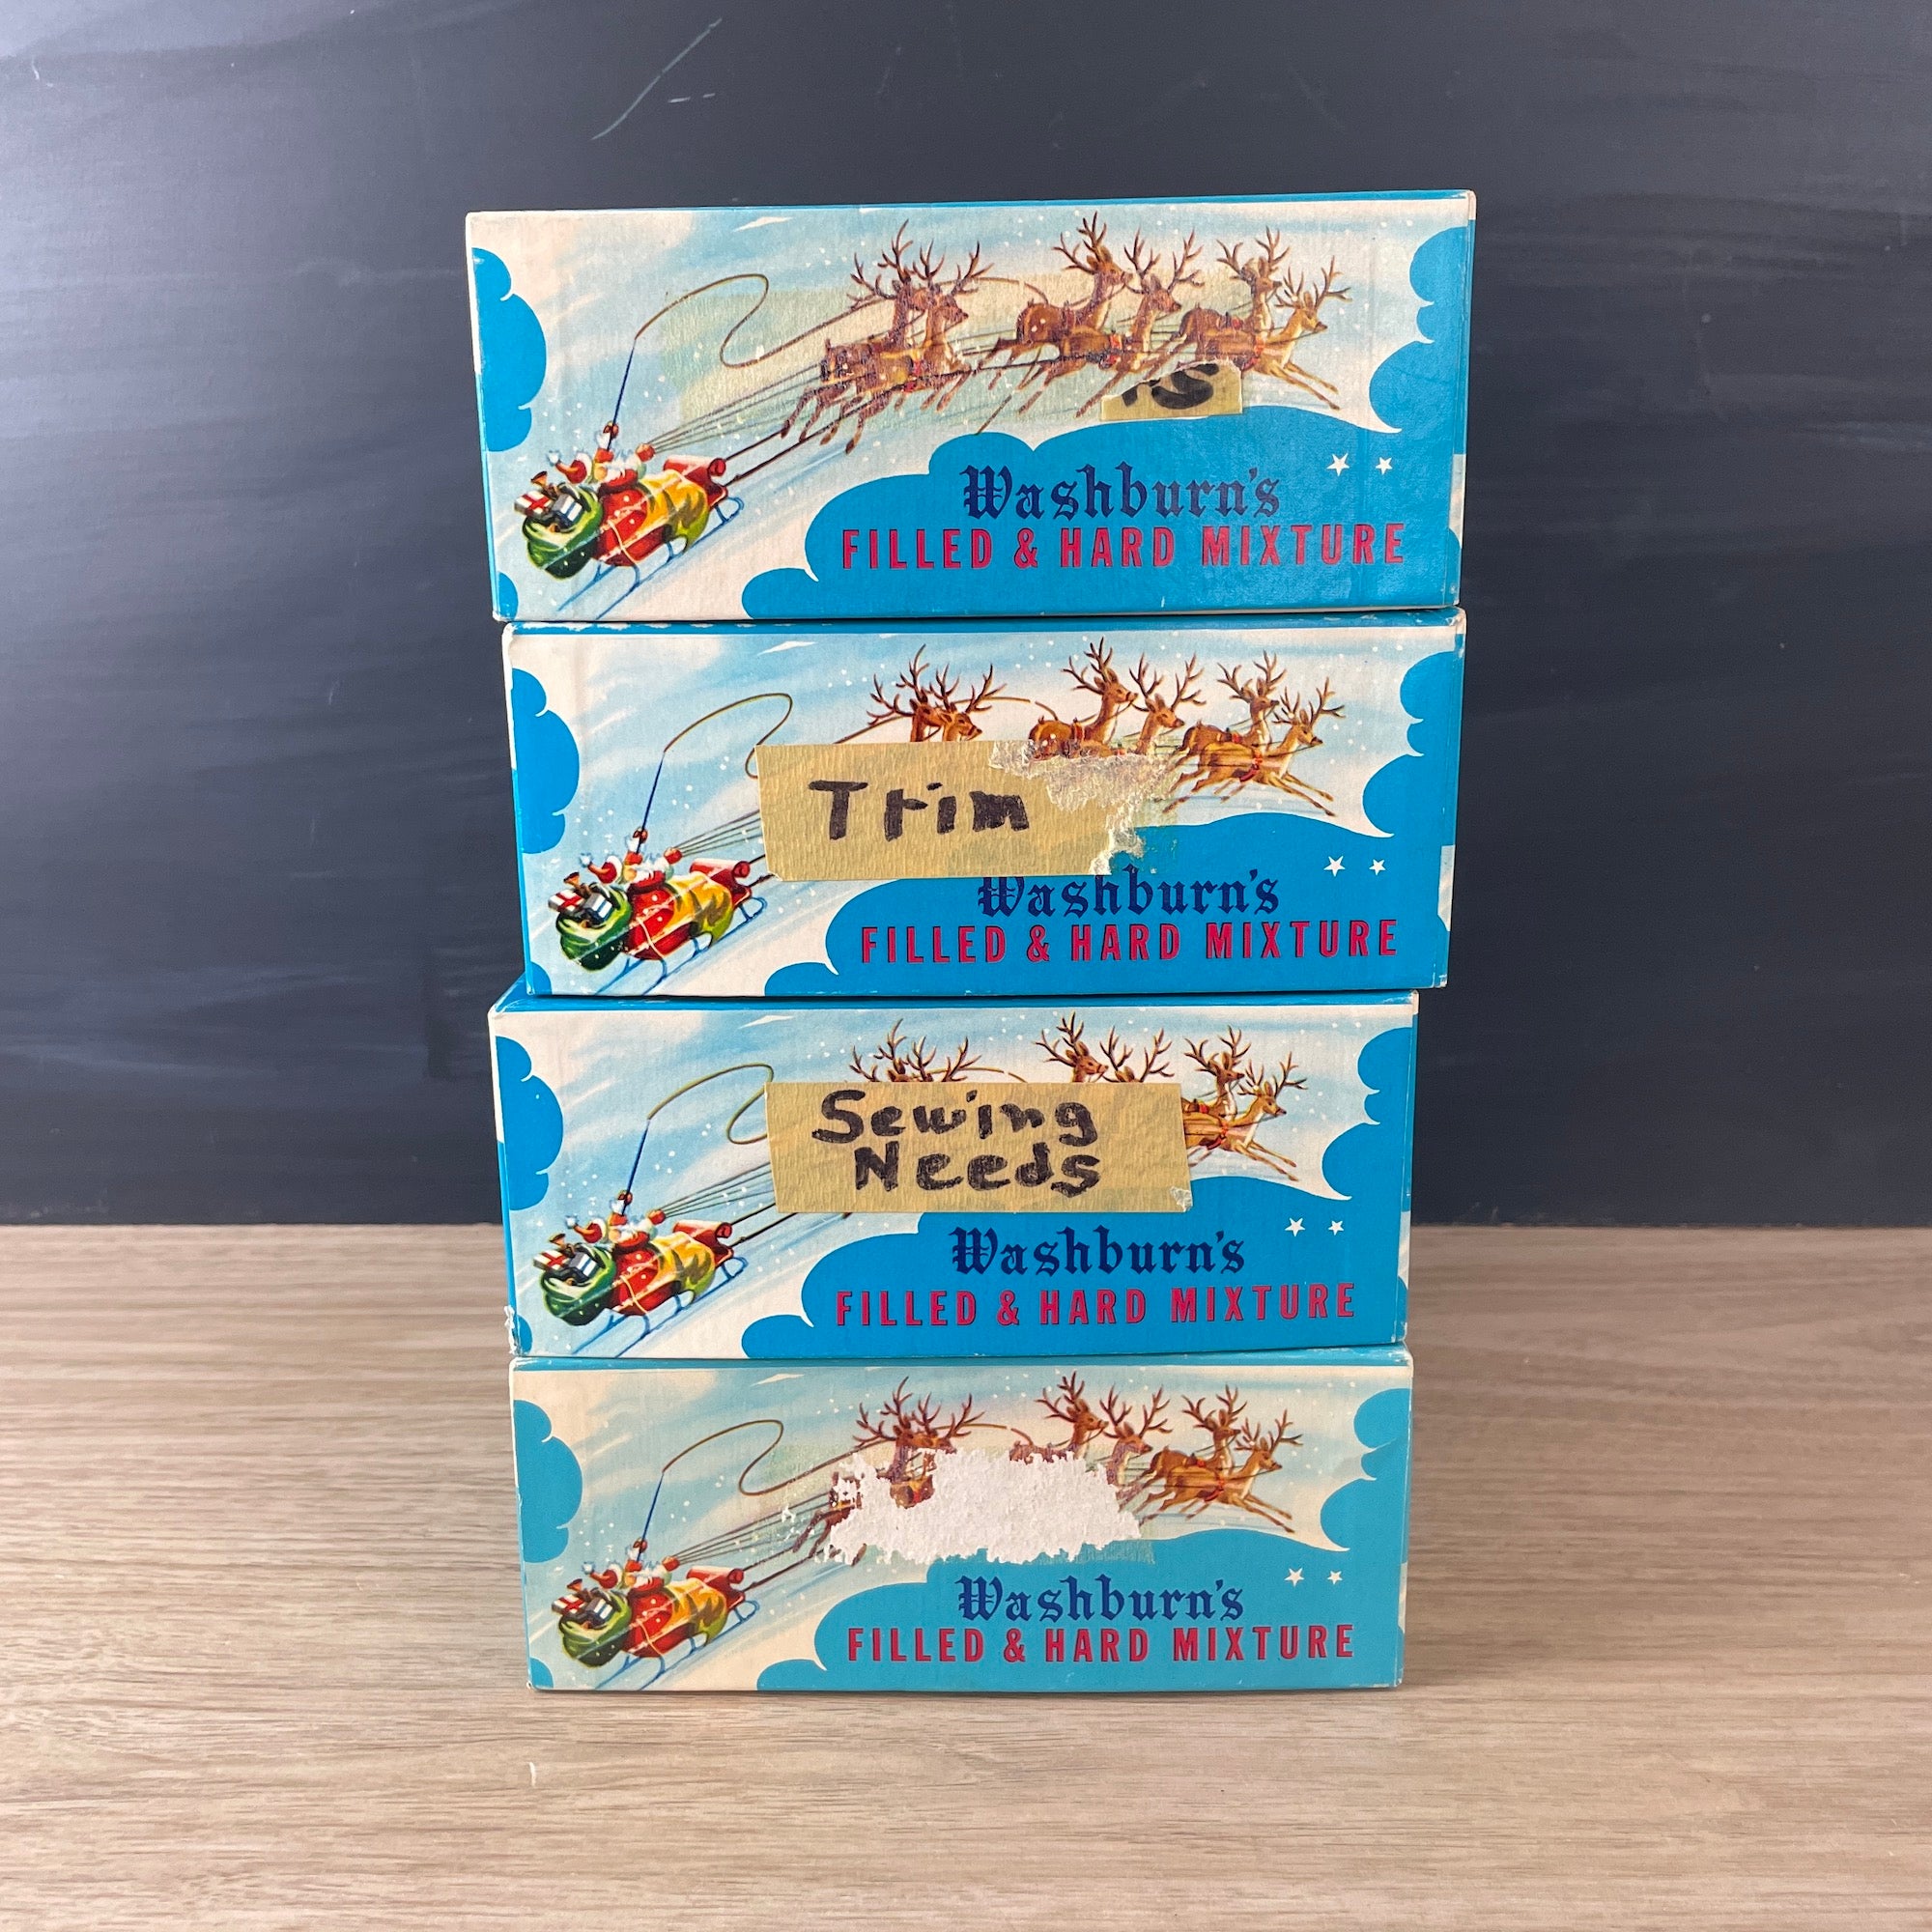 Washburn's
FILLED & HARD MIXTURE
Trim
Washburn's
FILLED & HARD MIXTURE
Sewing
Needs
Washburn's
FILLED & HARD MIXTURE
Washburn's
FILLED & HARD MIXTURE